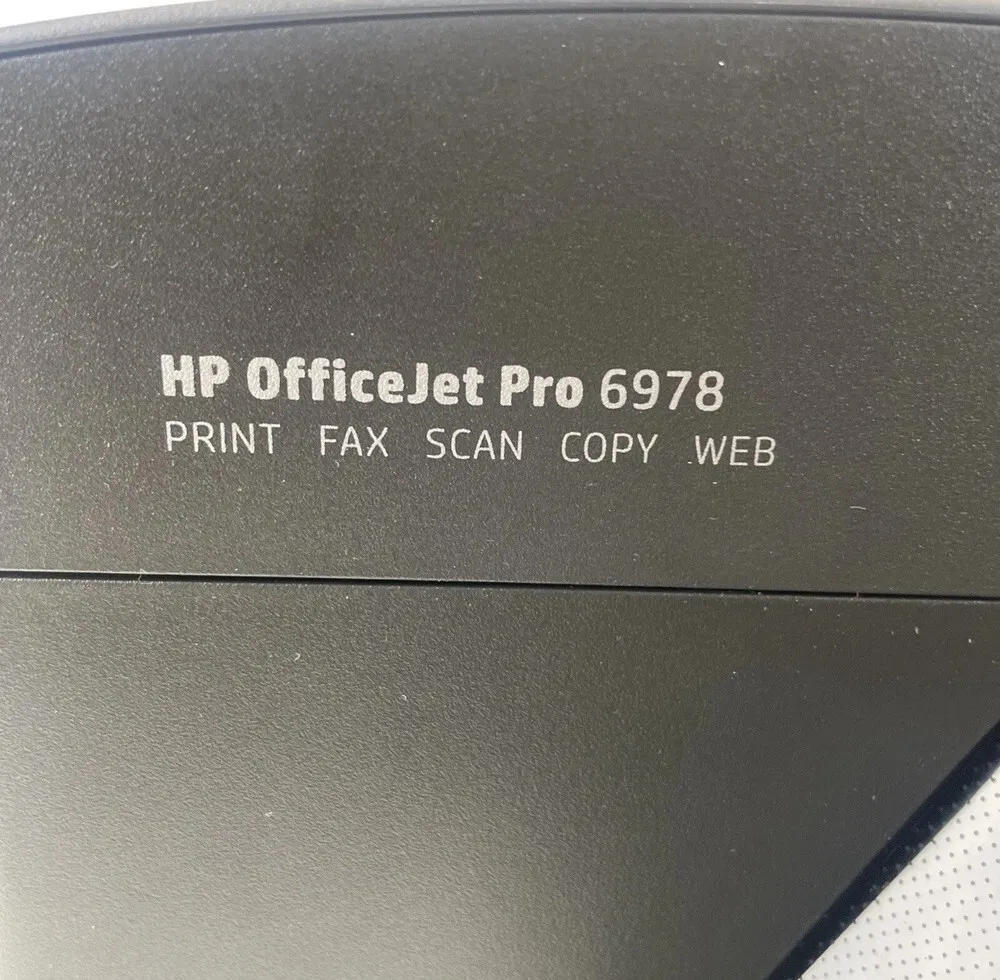 HP OfficeJet Pro 6978
PRINT FAX SCAN COPY WEB